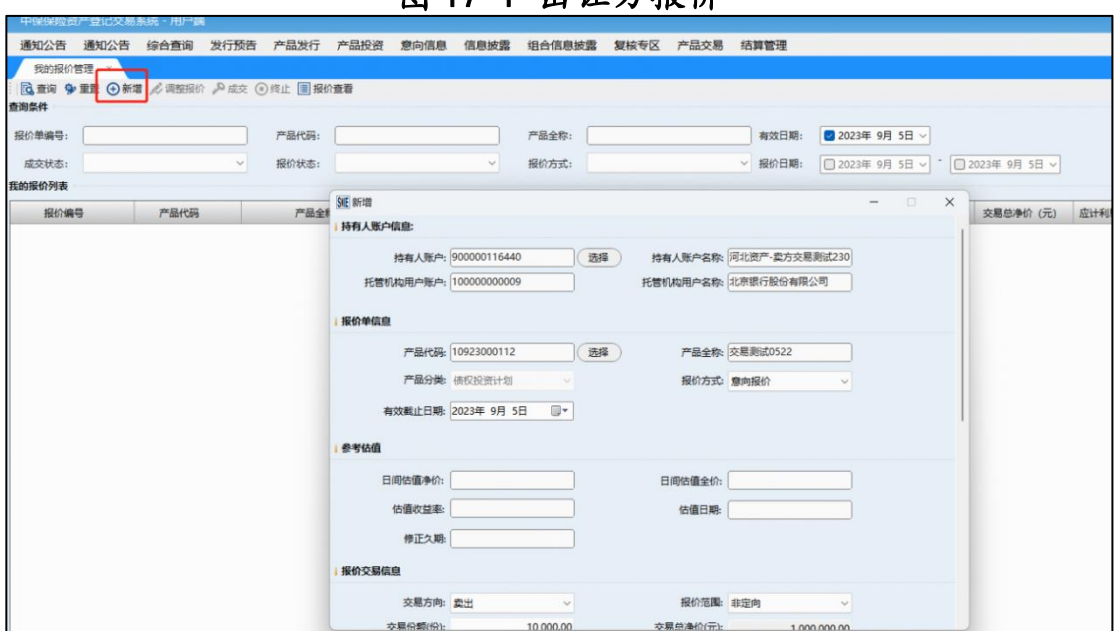 图 17-1 出让方报价
中保保险资产登记交易系统 - 用户端
通知公告 通知公告 综合查询 发行预告 产品发行 产品投资 意向信息 信息披露 组合信息披露 复核专区 产品交易 结算管理
我的报价管理 ×
查询 重置 新增 调整报价 成交 终止 报价查看
查询条件
报价单编号: 产品代码: 产品全称: 有效日期: 2023年 9月 5日
成交状态: 报价状态: 报价方式: 报价日期: 2023年 9月 5日 - 2023年 9月 5日
我的报价列表
报价编号 产品代码 产品全 交易总净价（元） 应计利
新增
持有人账户信息:
持有人账户: 900000116440 选择 持有人账户名称: 河北资产-卖方交易测试230
托管机构用户账户: 100000000009 托管机构用户名称: 北京银行股份有限公司
报价单信息
产品代码: 10923000112 选择 产品全称: 交易测试0522
产品分类: 债权投资计划 报价方式: 意向报价
有效截止日期: 2023年 9月 5日
参考估值
日间估值净价: 日间估值全价:
估值收益率: 估值日期:
修正久期:
报价交易信息
交易方向: 卖出 报价范围: 非定向
交易份额(份): 10,000.00 交易总净价(元): 1,000,000.00